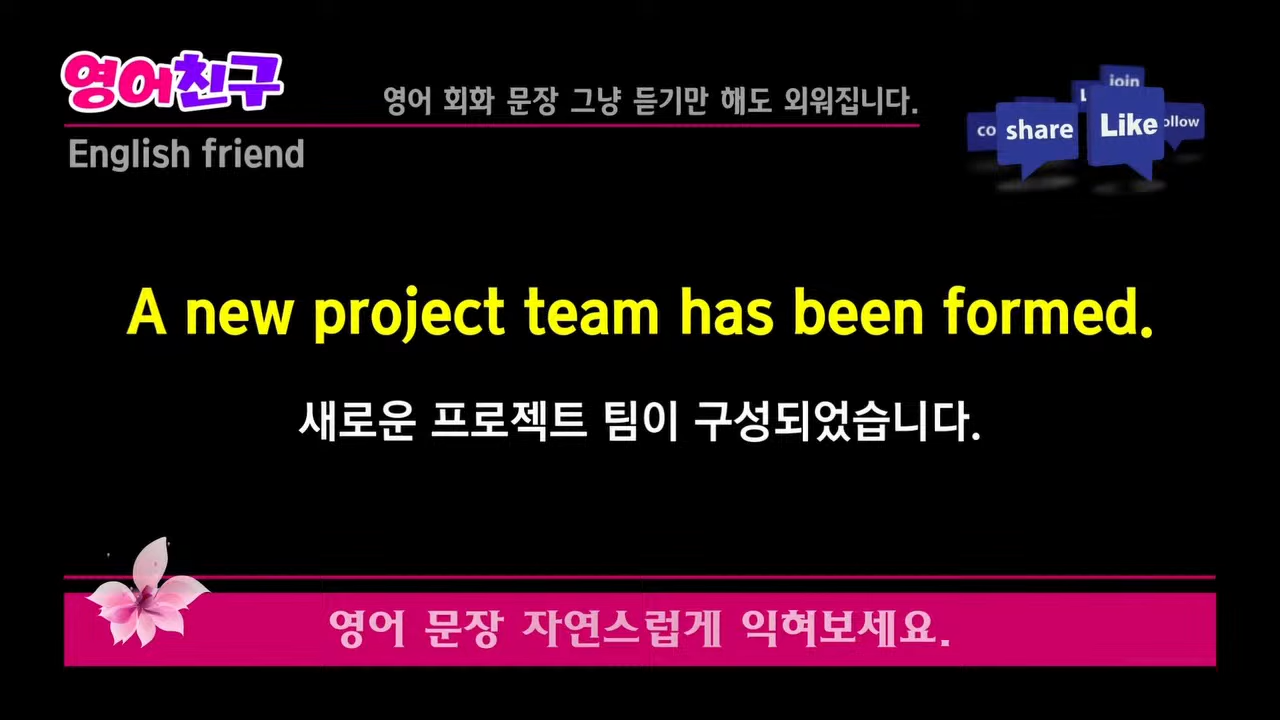 영어친구
영어 회화 문장 그냥 듣기만 해도 외워집니다.
English friend
join
share
Like
A new project team has been formed.
새로운 프로젝트 팀이 구성되었습니다.
영어 문장 자연스럽게 익혀보세요.